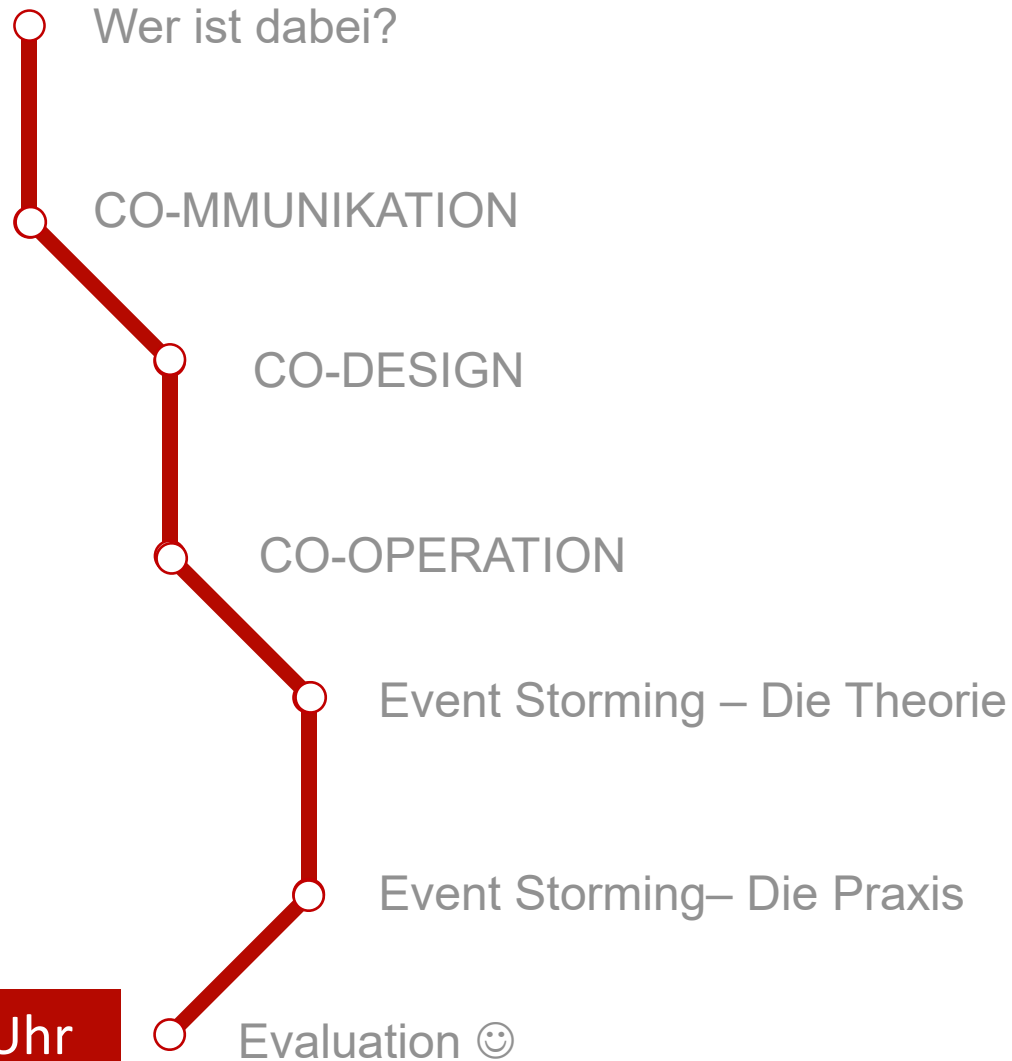 Wer ist dabei?
CO-MMUNIKATION
CO-DESIGN
CO-OPERATION
Event Storming – Die Theorie
Event Storming– Die Praxis
Uhr
Evaluation ☺